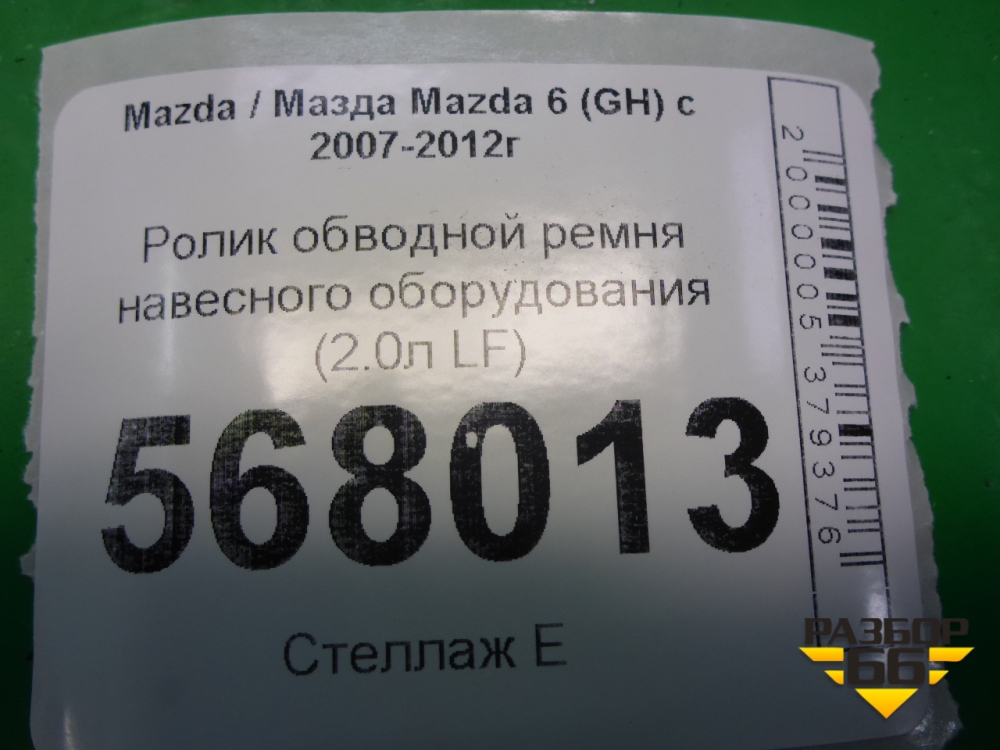 Mazda / Мазда Mazda 6 (GH) с
2007-2012г
Ролик обводной ремня
навесного оборудования
(2.0л LF)
568013
Стеллаж Е
2000005379376
РАЗБОР
66